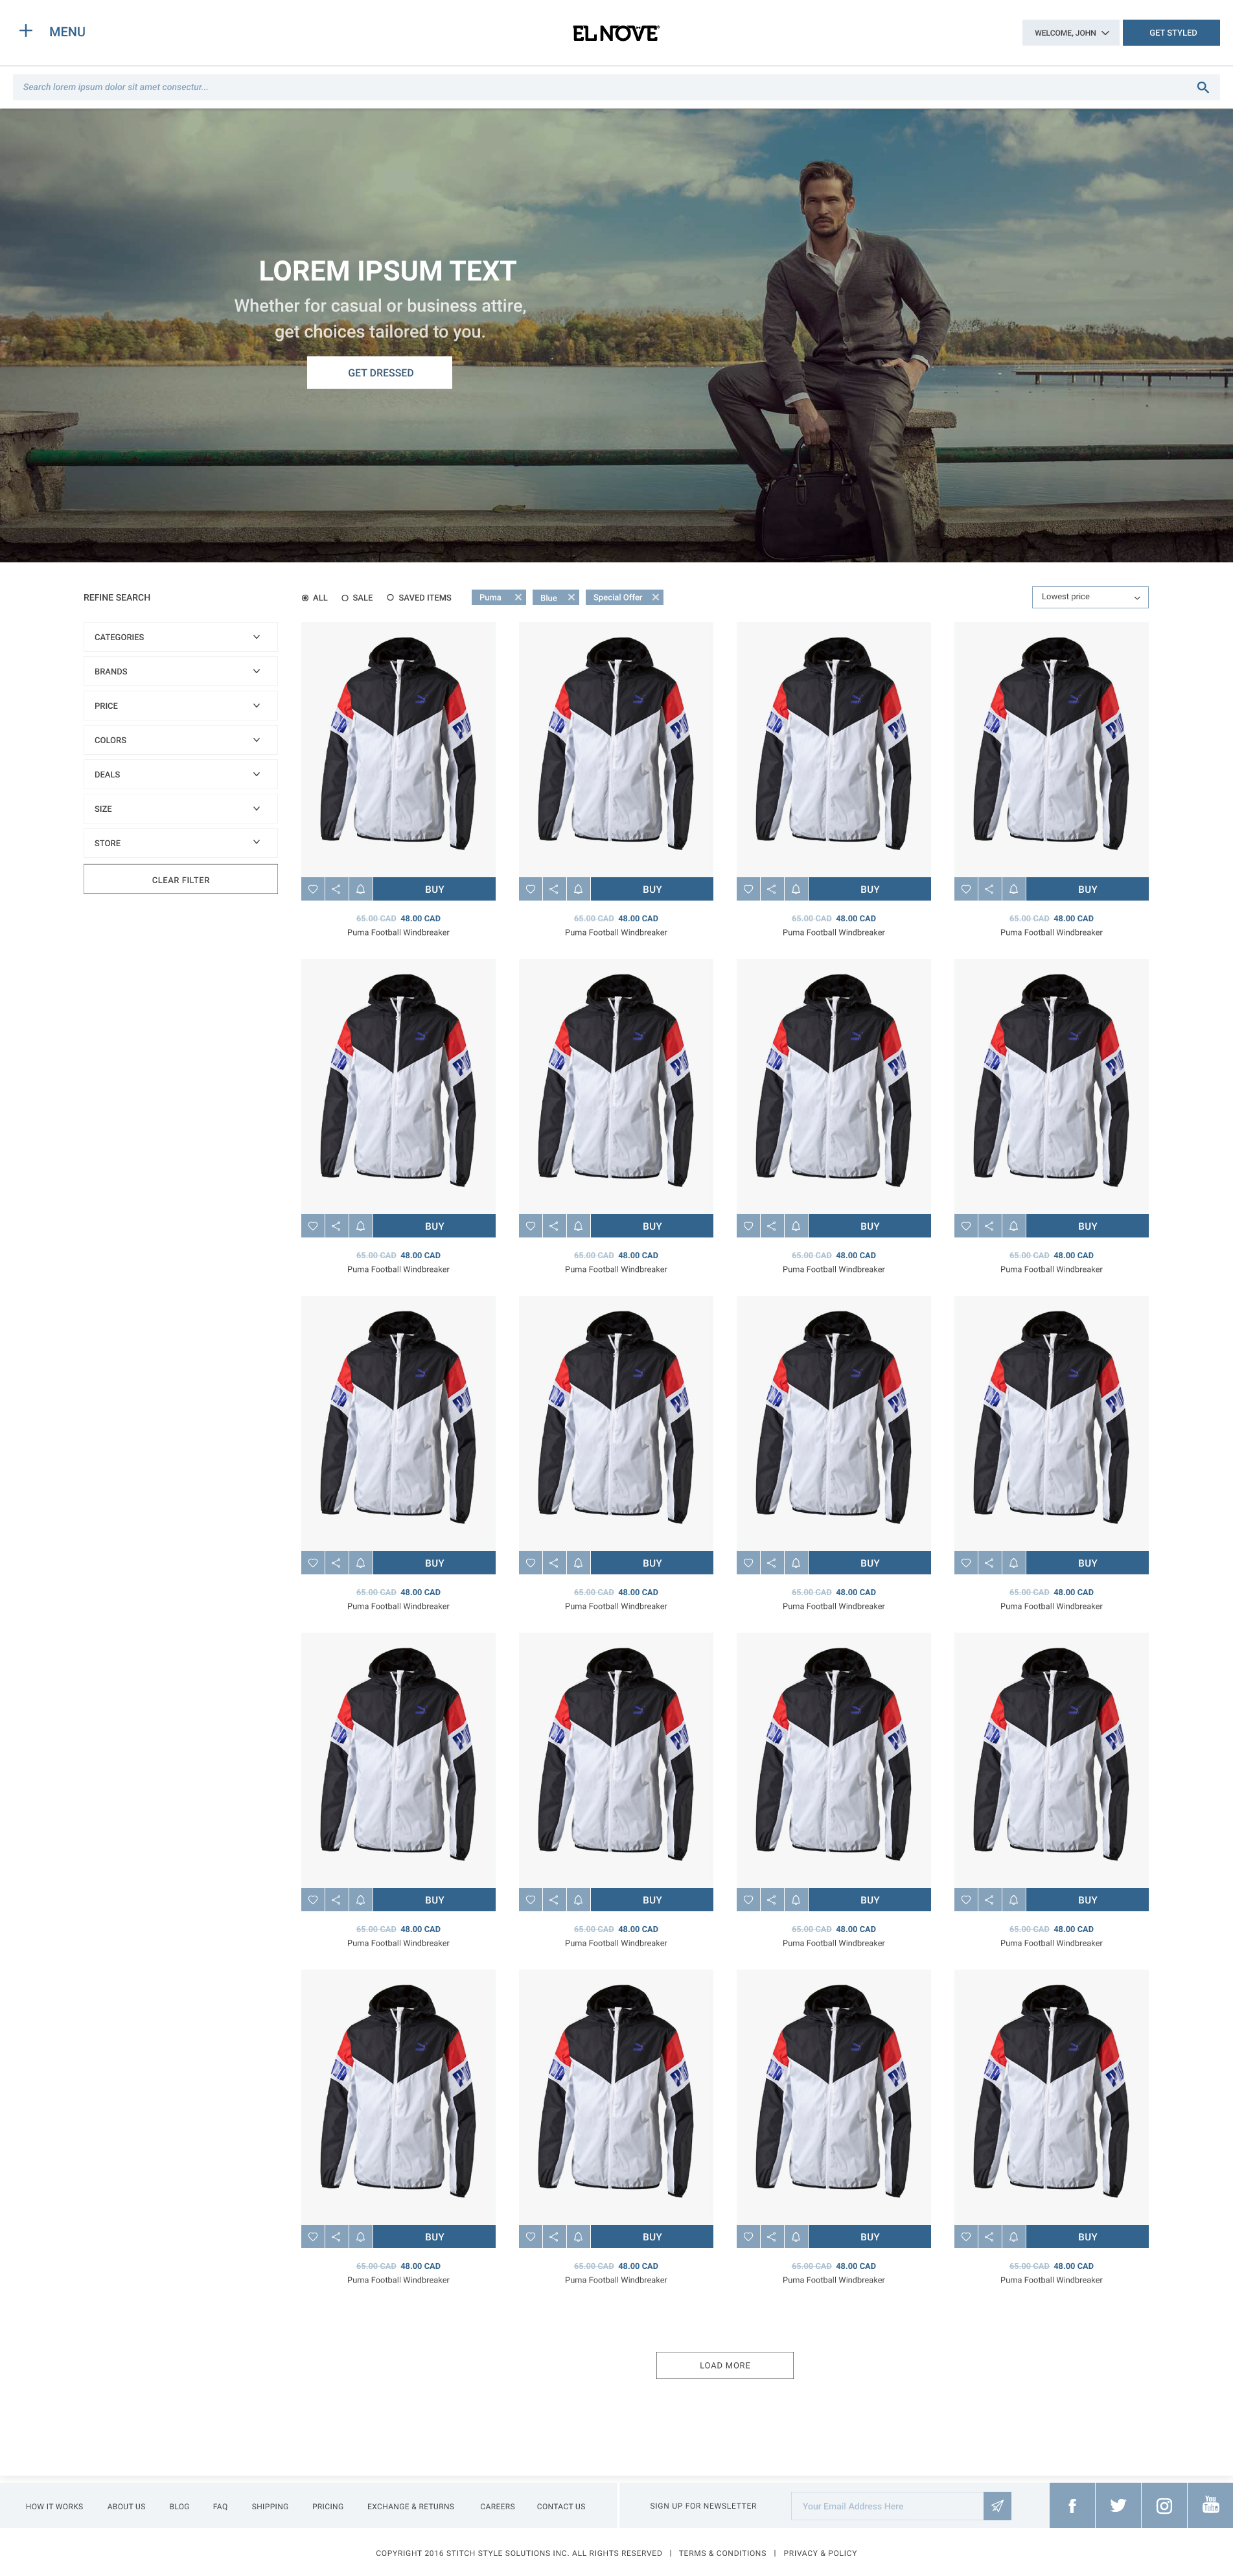 MENU
EL NOVE
WELCOME, JOHN
GET STYLED
Search lorem ipsum dolor sit amet consectur...
LOREM IPSUM TEXT
Whether for casual or business attire,
get choices tailored to you.
GET DRESSED
REFINE SEARCH
CATEGORIES
BRANDS
PRICE
COLORS
DEALS
SIZE
STORE
CLEAR FILTER
ALL SALE SAVED ITEMS Puma Blue Special Offer Lowest price
BUY BUY BUY BUY
65.00 CAD 48.00 CAD 65.00 CAD 48.00 CAD 65.00 CAD 48.00 CAD 65.00 CAD 48.00 CAD
Puma Football Windbreaker Puma Football Windbreaker Puma Football Windbreaker Puma Football Windbreaker
BUY BUY BUY BUY
65.00 CAD 48.00 CAD 65.00 CAD 48.00 CAD 65.00 CAD 48.00 CAD 65.00 CAD 48.00 CAD
Puma Football Windbreaker Puma Football Windbreaker Puma Football Windbreaker Puma Football Windbreaker
BUY BUY BUY BUY
65.00 CAD 48.00 CAD 65.00 CAD 48.00 CAD 65.00 CAD 48.00 CAD 65.00 CAD 48.00 CAD
Puma Football Windbreaker Puma Football Windbreaker Puma Football Windbreaker Puma Football Windbreaker
BUY BUY BUY BUY
65.00 CAD 48.00 CAD 65.00 CAD 48.00 CAD 65.00 CAD 48.00 CAD 65.00 CAD 48.00 CAD
Puma Football Windbreaker Puma Football Windbreaker Puma Football Windbreaker Puma Football Windbreaker
BUY BUY BUY BUY
65.00 CAD 48.00 CAD 65.00 CAD 48.00 CAD 65.00 CAD 48.00 CAD 65.00 CAD 48.00 CAD
Puma Football Windbreaker Puma Football Windbreaker Puma Football Windbreaker Puma Football Windbreaker
LOAD MORE
HOW IT WORKS ABOUT US BLOG FAQ SHIPPING PRICING EXCHANGE & RETURNS CAREERS CONTACT US SIGN UP FOR NEWSLETTER Your Email Address Here You Tube
COPYRIGHT 2016 STITCH STYLE SOLUTIONS INC. ALL RIGHTS RESERVED | TERMS & CONDITIONS | PRIVACY & POLICY